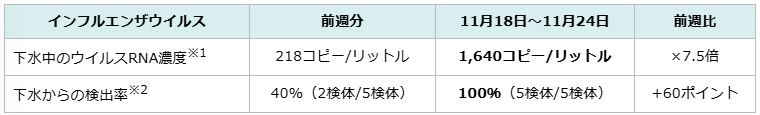 インフルエンザウイルス 前週分 11月18日～11月24日 前週比
下水中のウイルスRNA濃度※1 218コピー/リットル 1,640コピー/リットル ×7.5倍
下水からの検出率※2 40%（2検体/5検体） 100%（5検体/5検体） +60ポイント